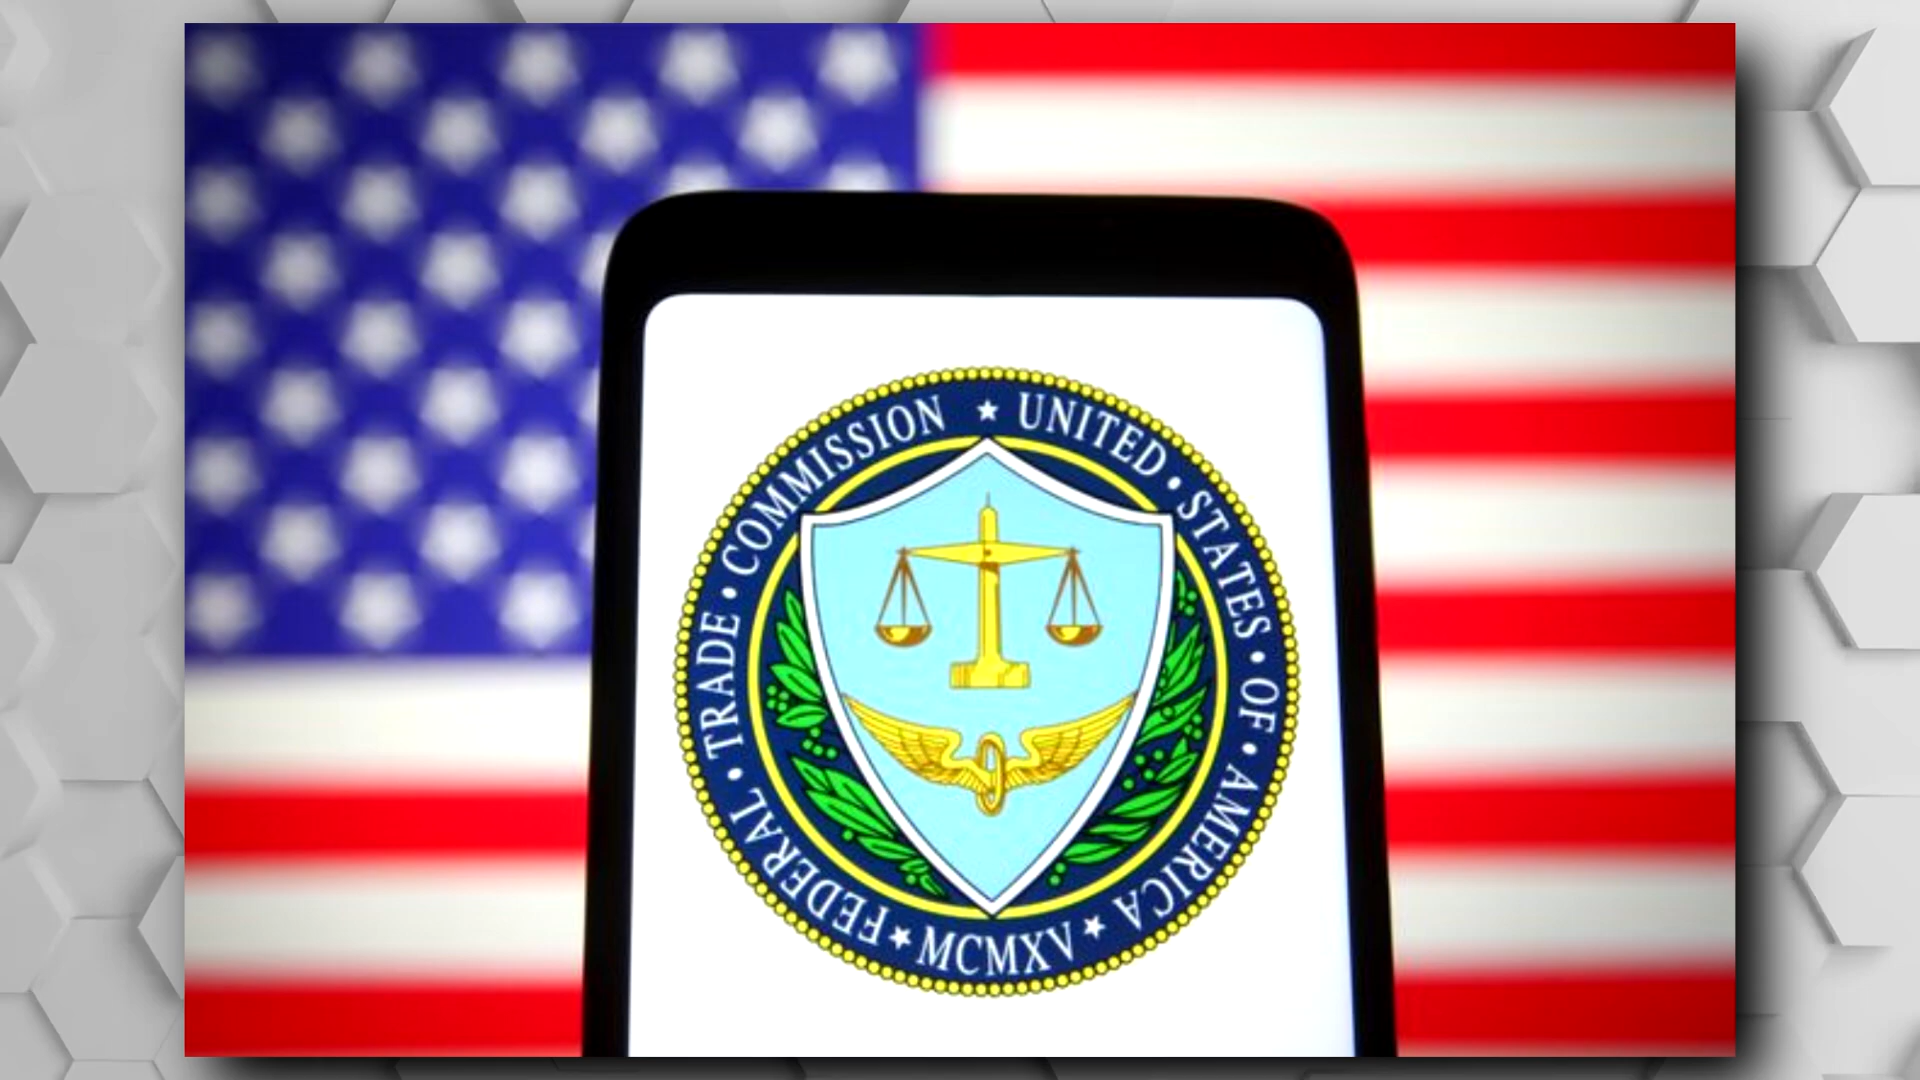 FEDERAL • TRADE • COMMISSION ★ UNITED • STATES • OF • AMERICA
★ MCMXV ★